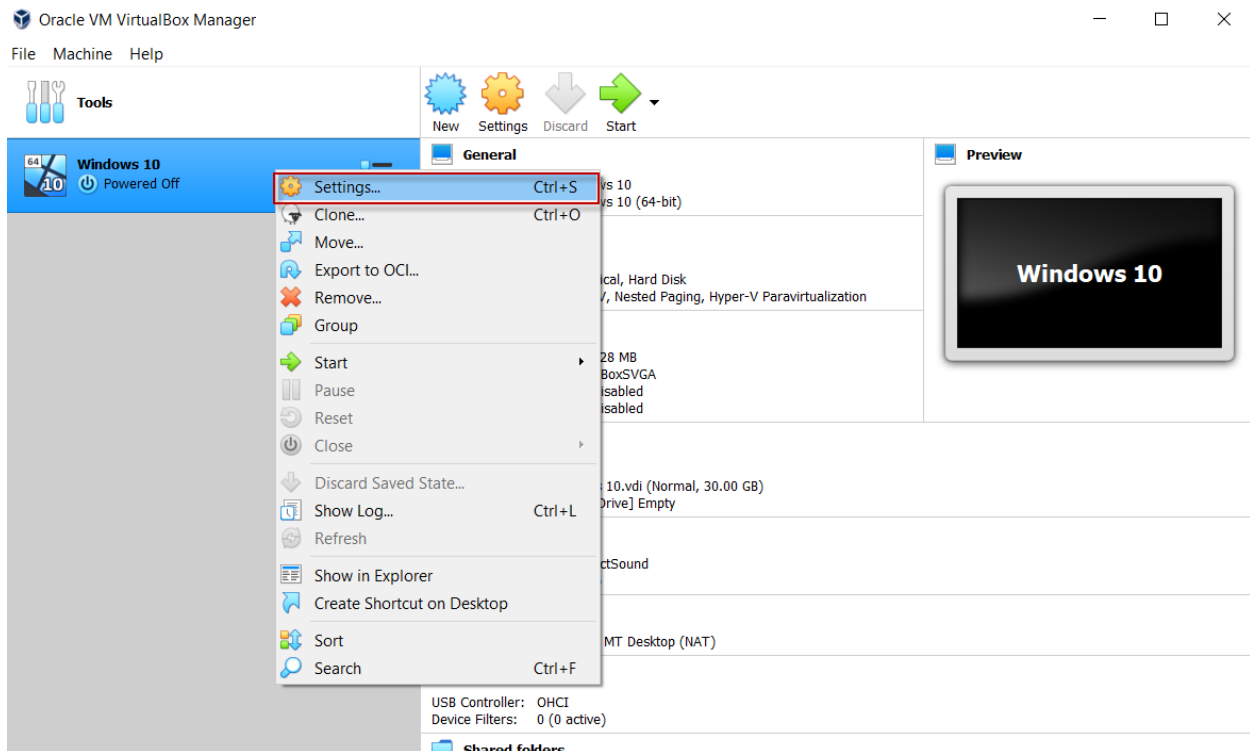 Oracle VM VirtualBox Manager
File Machine Help
Tools
New Settings Discard Start
64
10
Windows 10
Powered Off
Settings... Ctrl+S
Clone... Ctrl+O
Move...
Export to OCI...
Remove...
Group
Start
Pause
Reset
Close
Discard Saved State...
Show Log... Ctrl+L
Refresh
Show in Explorer
Create Shortcut on Desktop
Sort
Search Ctrl+F
General
vs 10
vs 10 (64-bit)
ical, Hard Disk
, Nested Paging, Hyper-V Paravirtualization
28 MB
BoxSVGA
isabled
isabled
10.vdi (Normal, 30.00 GB)
Drive] Empty
ctSound
MT Desktop (NAT)
USB Controller: OHCI
Device Filters: 0 (0 active)
Shared folders
Preview
Windows 10